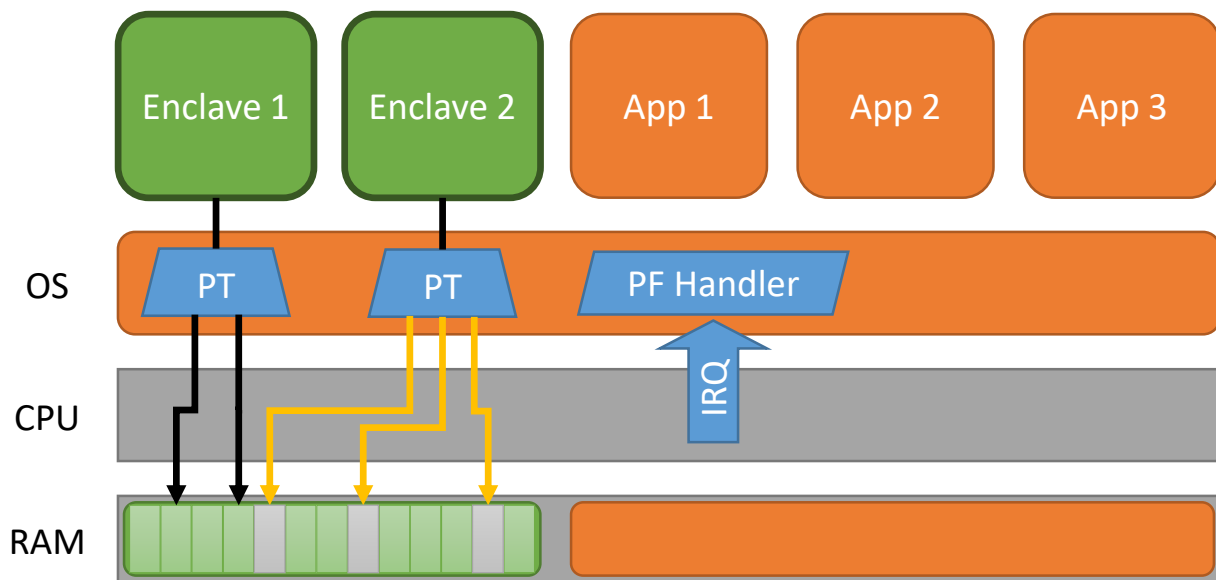 Enclave 1
Enclave 2
App 1
App 2
App 3
OS
PT
PT
PF Handler
CPU
IRQ
RAM